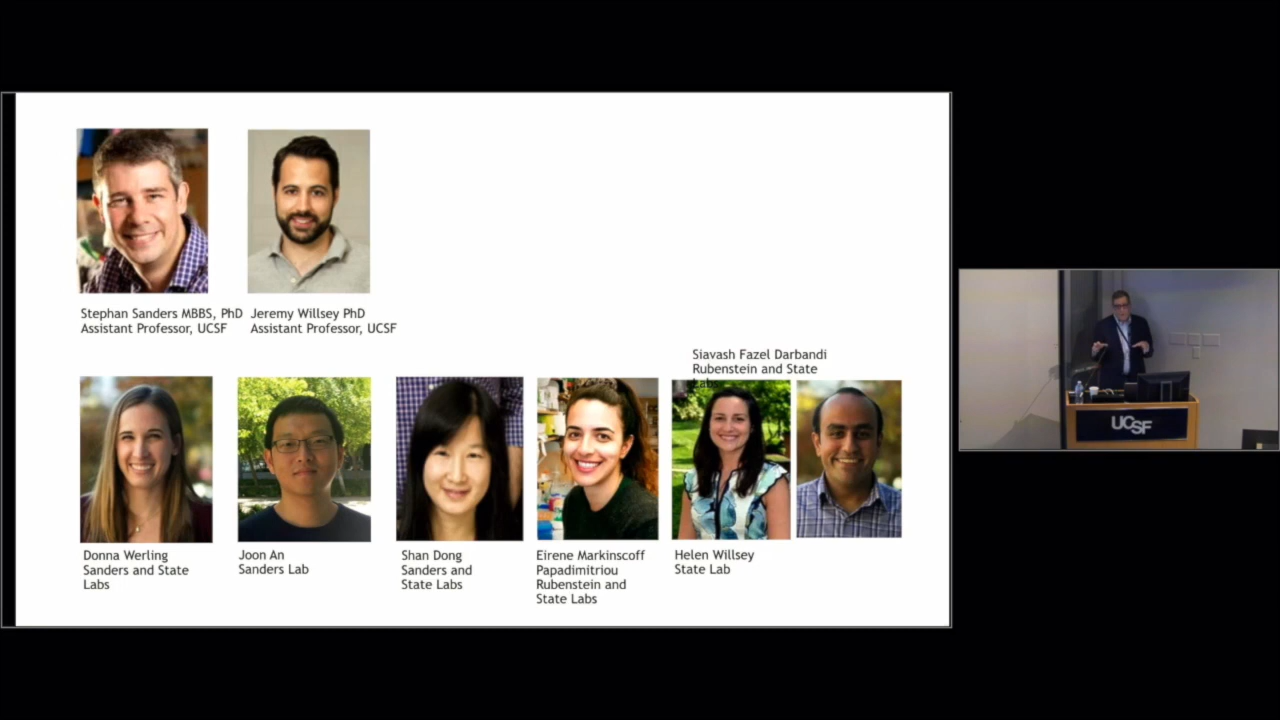 Stephan Sanders MBBS, PhD
Assistant Professor, UCSF
Jeremy Willsey PhD
Assistant Professor, UCSF
Siavash Fazel Darbandi
Rubenstein and State
Labs
Donna Werling
Sanders and State
Labs
Joon An
Sanders Lab
Shan Dong
Sanders and
State Labs
Eirene Markinscoff
Papadimitriou
Rubenstein and
State Labs
Helen Willsey
State Lab
UCSF